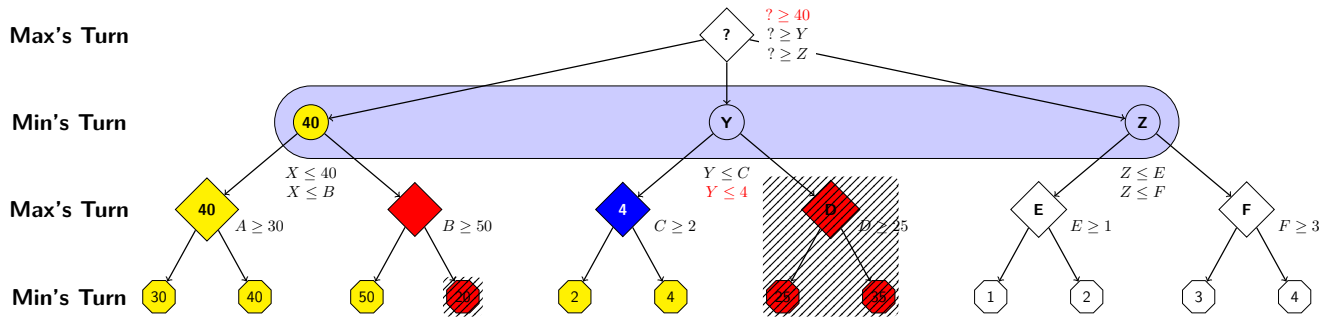 Max's Turn
?
? ≥ 40
? ≥ Y
? ≥ Z
Min's Turn
40
Y
Z
X ≤ 40
X ≤ B
Y ≤ C
Y ≤ 4
Z ≤ E
Z ≤ F
Max's Turn
40
A ≥ 30
B ≥ 50
4
C ≥ 2
D
D ≥ 25
E
E ≥ 1
F
F ≥ 3
Min's Turn
30
40
50
20
2
4
25
35
1
2
3
4